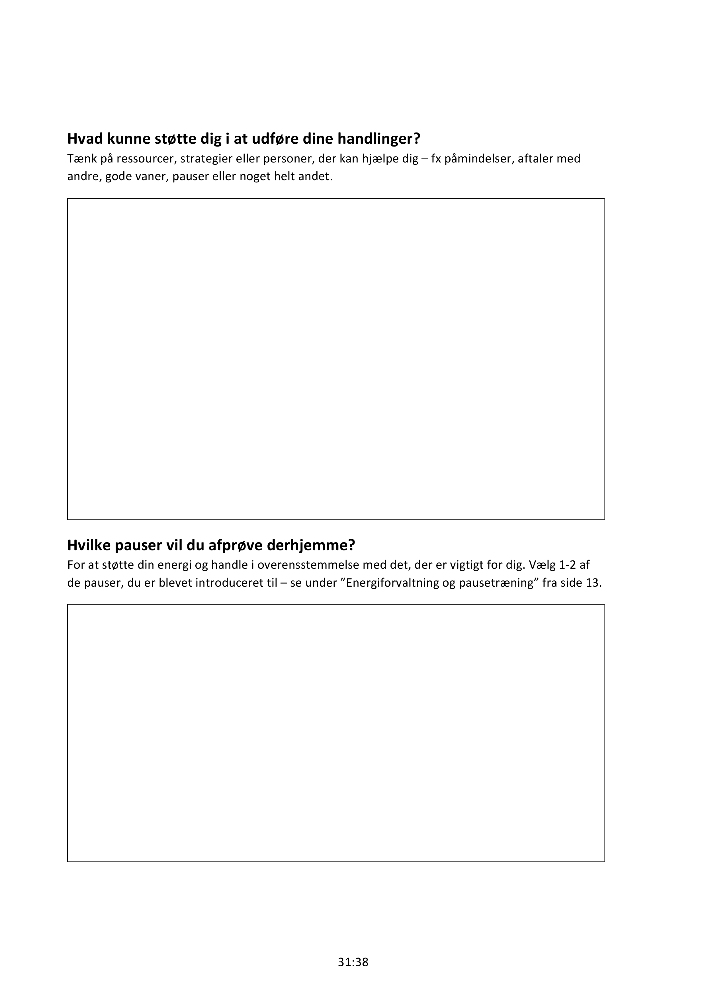 Hvad kunne støtte dig i at udføre dine handlinger?
Tænk på ressourcer, strategier eller personer, der kan hjælpe dig – fx påmindelser, aftaler med
andre, gode vaner, pauser eller noget helt andet.
Hvilke pauser vil du afprøve derhjemme?
For at støtte din energi og handle i overensstemmelse med det, der er vigtigt for dig. Vælg 1-2 af
de pauser, du er blevet introduceret til – se under ”Energiforvaltning og pausetræning” fra side 13.
31:38